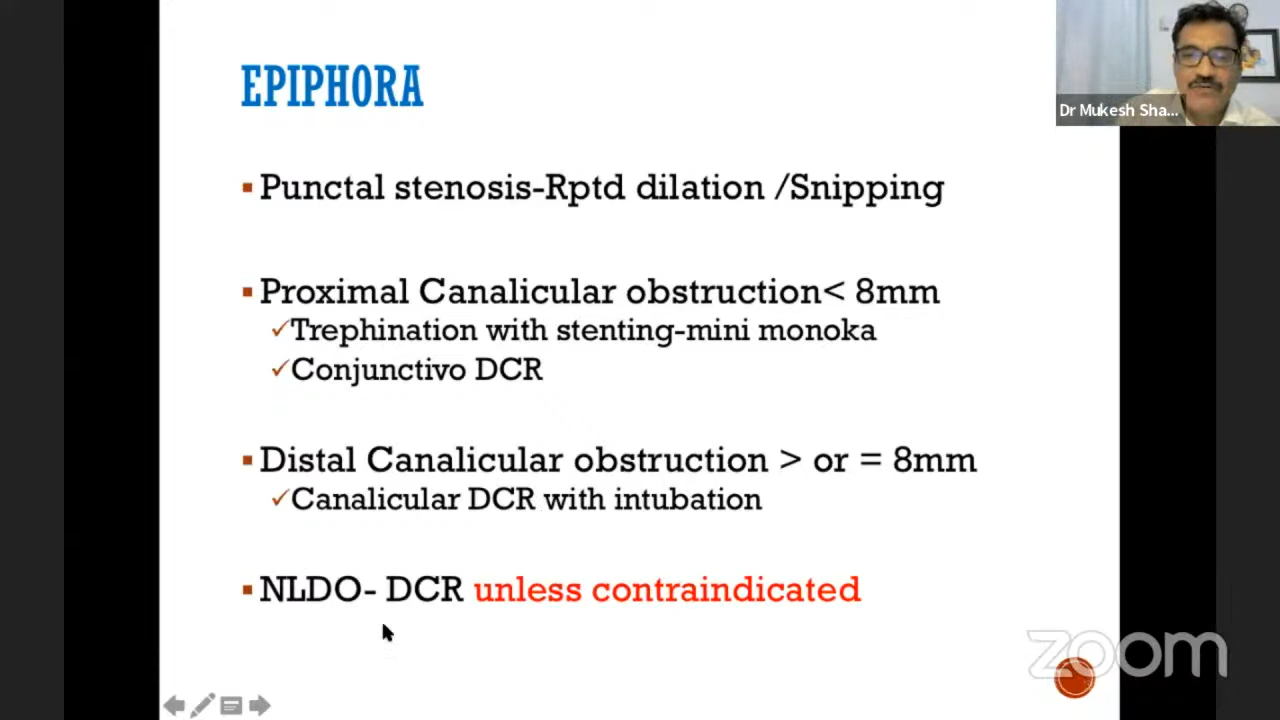 EPIPHORA
Dr Mukesh Sha...
Punctal stenosis-Rptd dilation /Snipping
Proximal Canalicular obstruction< 8mm
Trephination with stenting-mini monoka
Conjunctivo DCR
Distal Canalicular obstruction > or = 8mm
Canalicular DCR with intubation
NLDO- DCR unless contraindicated
zoom